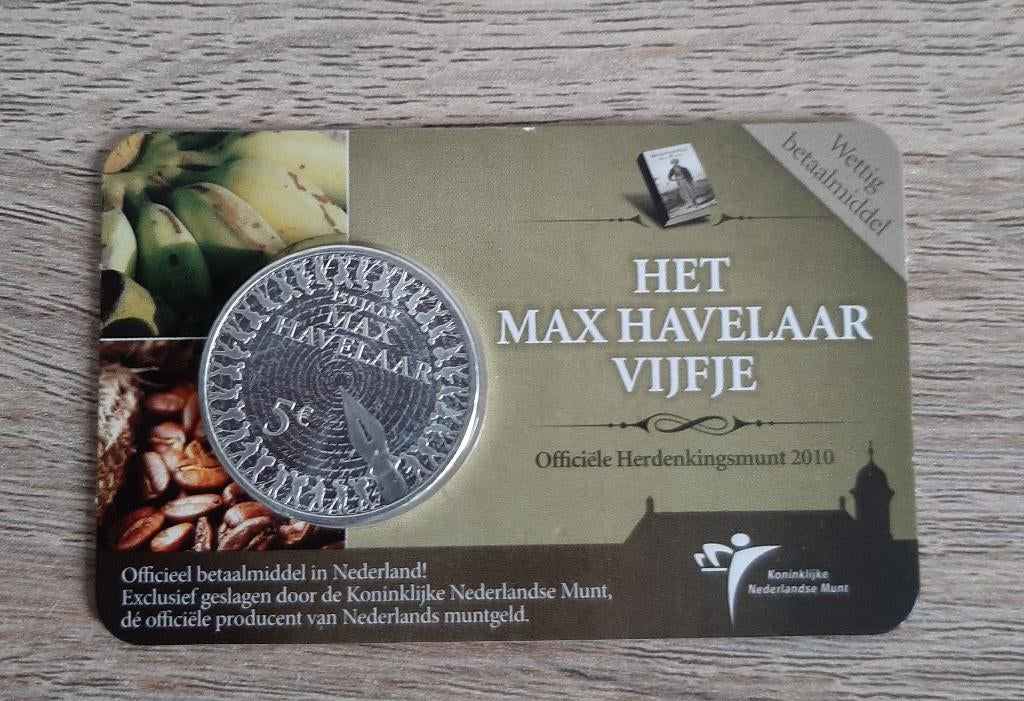 Wettig
betaalmiddel
HET
MAX HAVELAAR
VIJFJE
Officiële Herdenkingsmunt 2010
150 JAAR
MAX
HAVELAAR
5€
Officieel betaalmiddel in Nederland!
Exclusief geslagen door de Koninklijke Nederlandse Munt,
dé officiële producent van Nederlands muntgeld.
Koninklijke
Nederlandse Munt